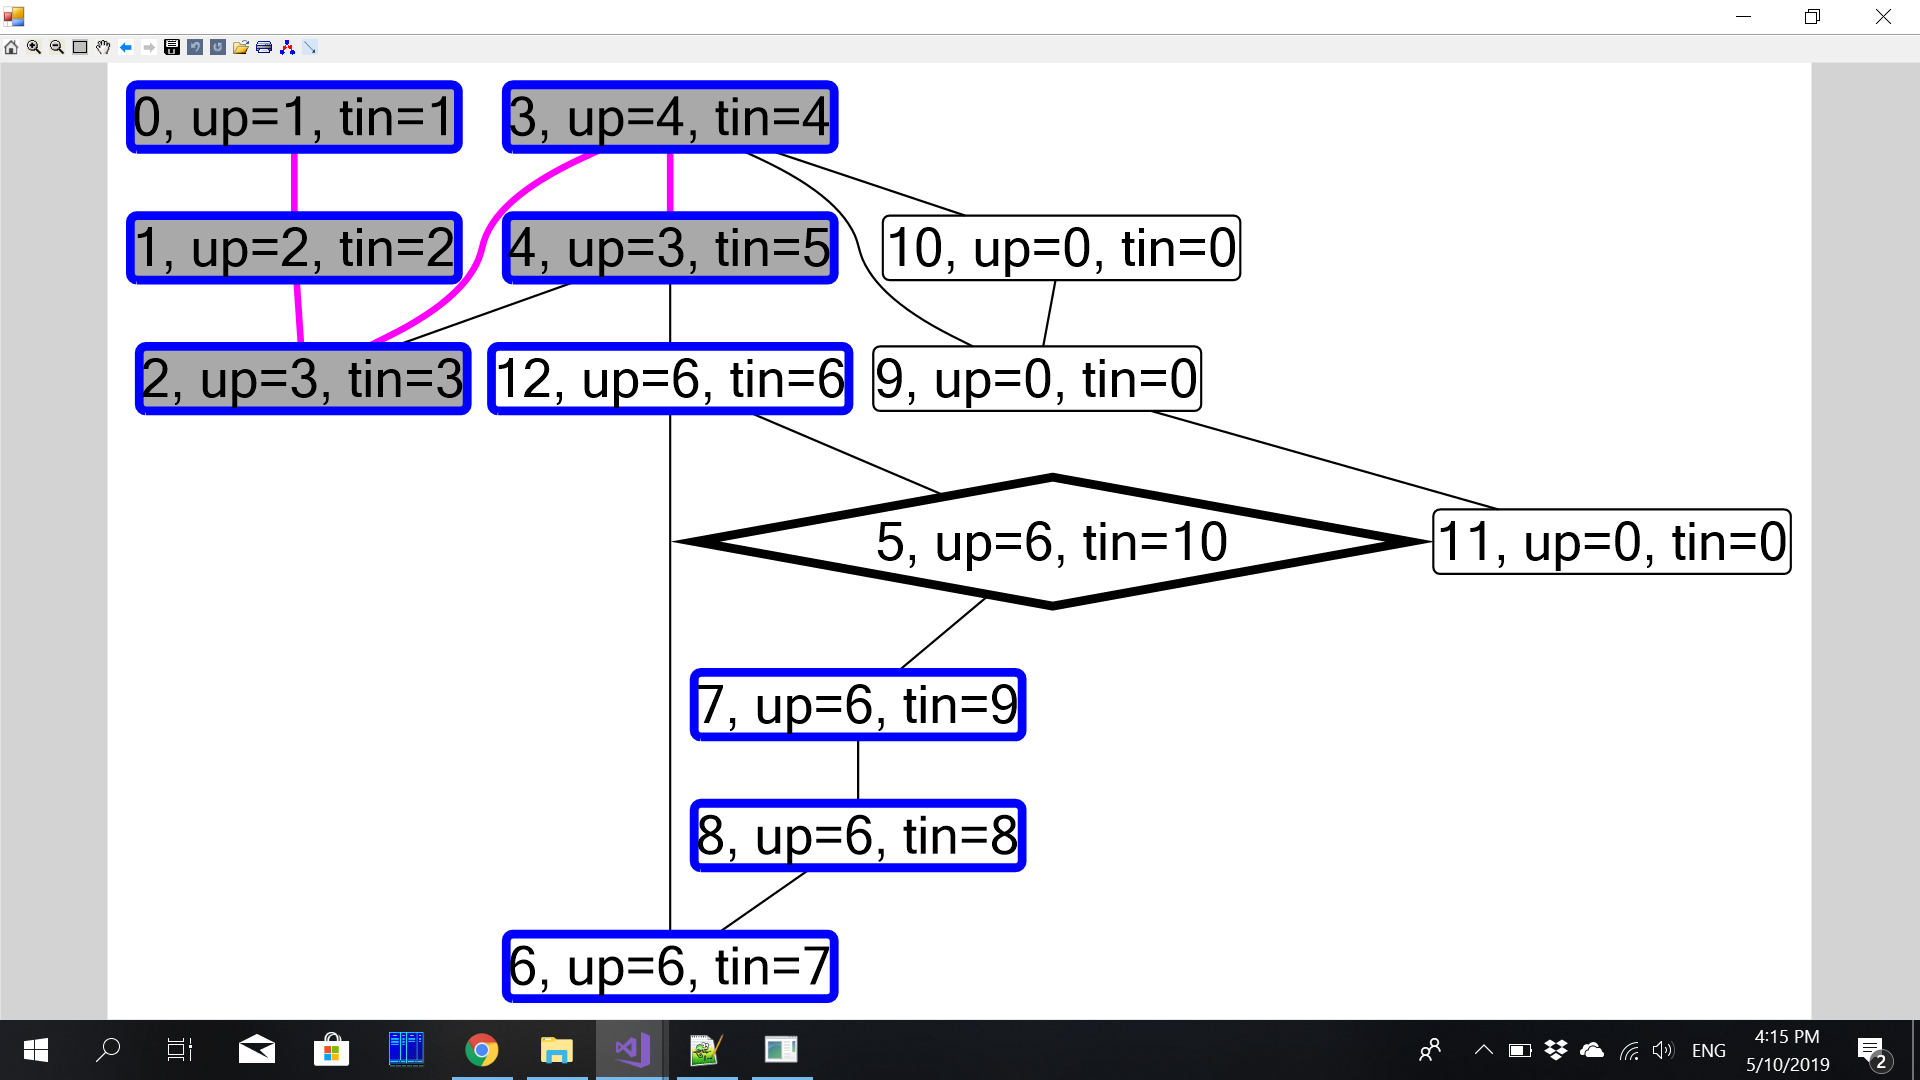 0, up=1, tin=1
3, up=4, tin=4
1, up=2, tin=2
4, up=3, tin=5
10, up=0, tin=0
2, up=3, tin=3
12, up=6, tin=6
9, up=0, tin=0
5, up=6, tin=10
11, up=0, tin=0
7, up=6, tin=9
8, up=6, tin=8
6, up=6, tin=7
ENG
4:15 PM
5/10/2019
2